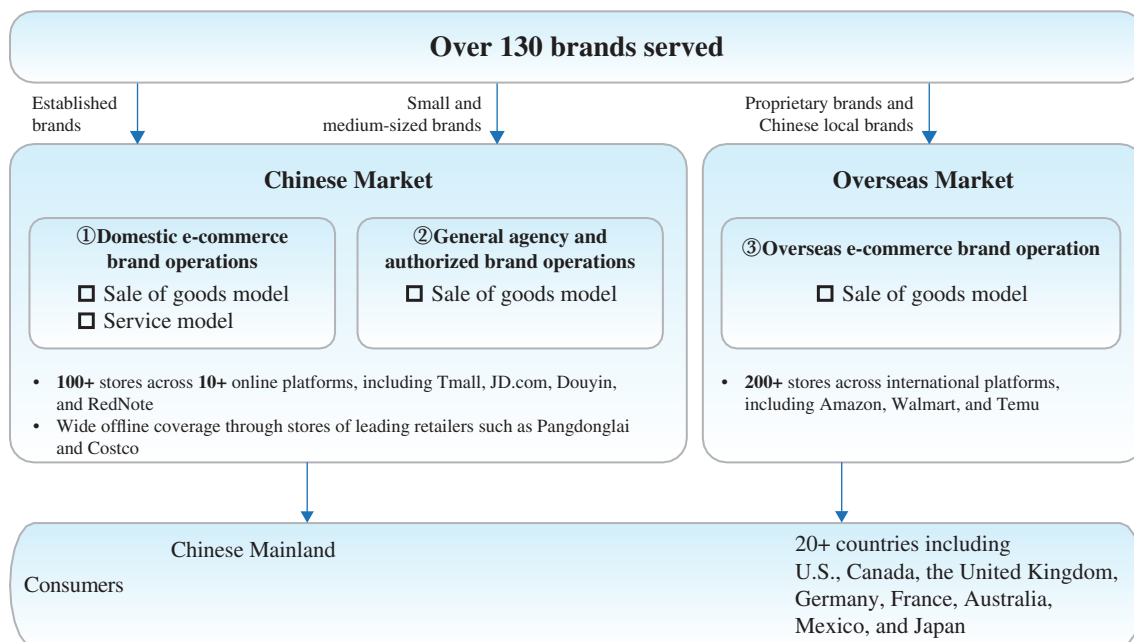 Over 130 brands served
Established
brands
Small and
medium-sized brands
Proprietary brands and
Chinese local brands
Chinese Market
①Domestic e-commerce
brand operations
☐ Sale of goods model
☐ Service model
②General agency and
authorized brand operations
☐ Sale of goods model
• 100+ stores across 10+ online platforms, including Tmall, JD.com, Douyin,
and RedNote
• Wide offline coverage through stores of leading retailers such as Pangdonglai
and Costco
Overseas Market
③Overseas e-commerce brand operation
☐ Sale of goods model
• 200+ stores across international platforms,
including Amazon, Walmart, and Temu
Consumers
Chinese Mainland
20+ countries including
U.S., Canada, the United Kingdom,
Germany, France, Australia,
Mexico, and Japan